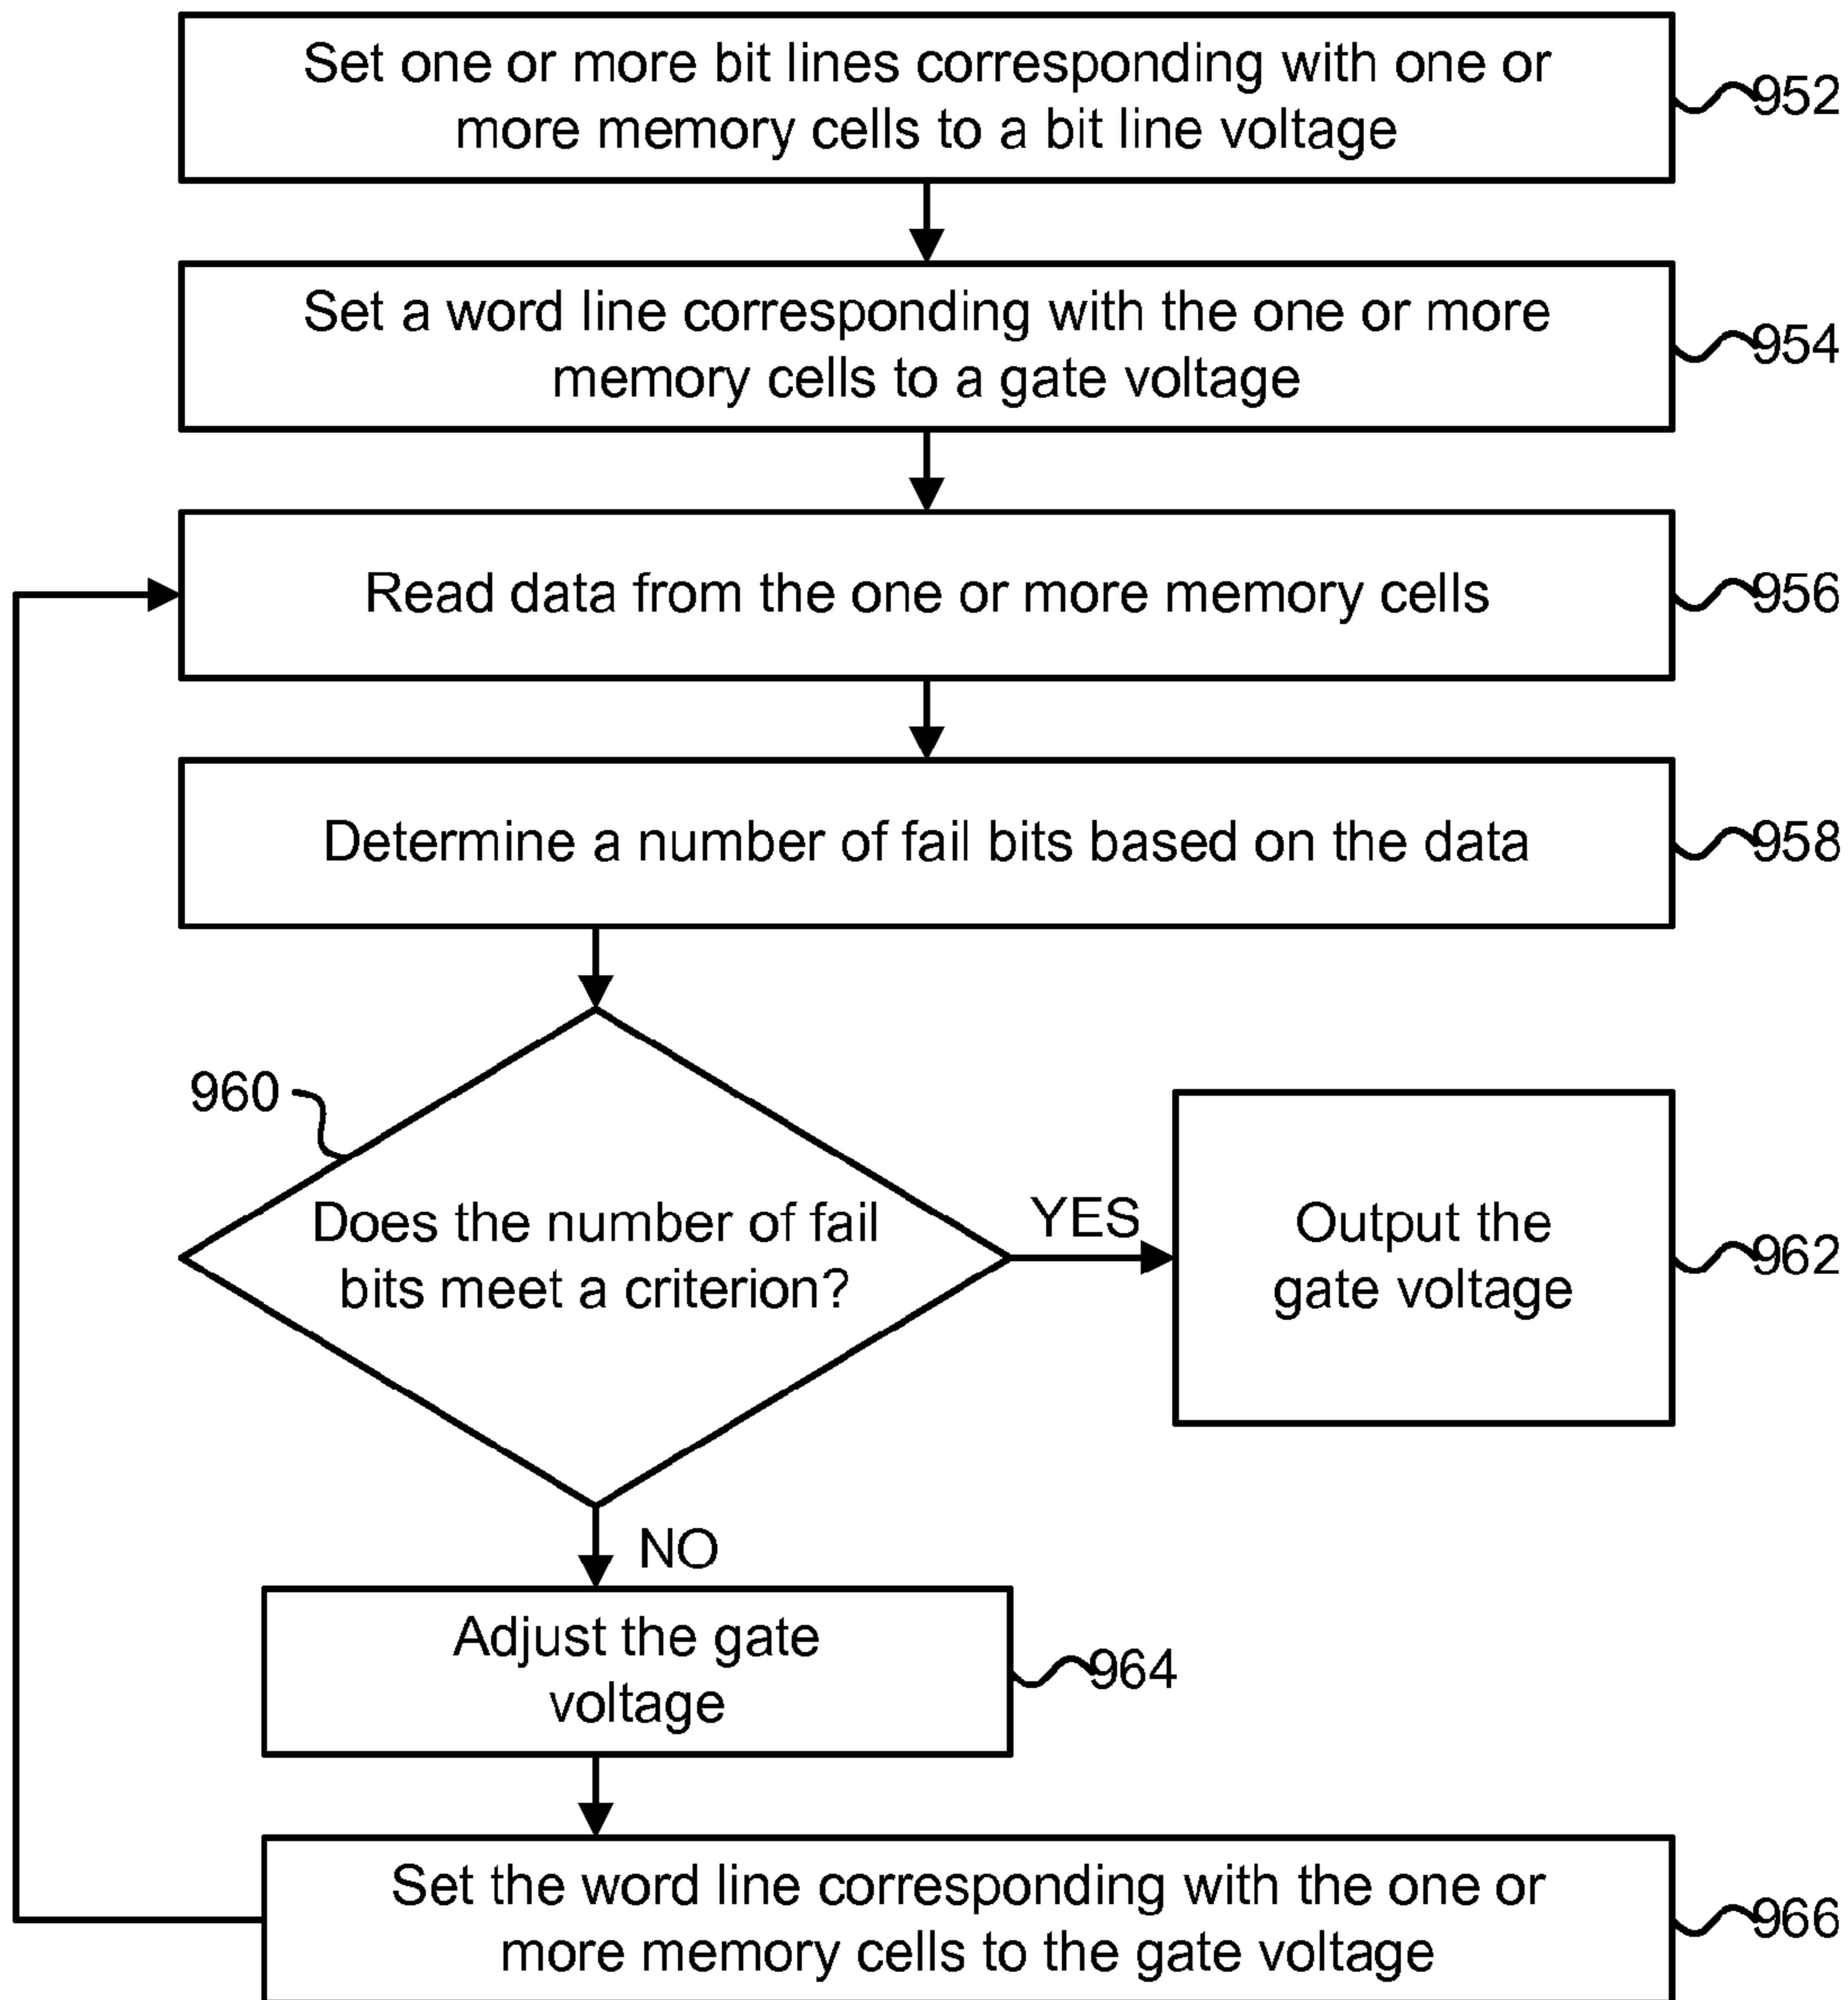 Set one or more bit lines corresponding with one or
more memory cells to a bit line voltage
952
Set a word line corresponding with the one or more
memory cells to a gate voltage
954
Read data from the one or more memory cells
956
Determine a number of fail bits based on the data
958
960
Does the number of fail
bits meet a criterion?
YES
Output the
gate voltage
962
NO
Adjust the gate
voltage
964
Set the word line corresponding with the one or
more memory cells to the gate voltage
966